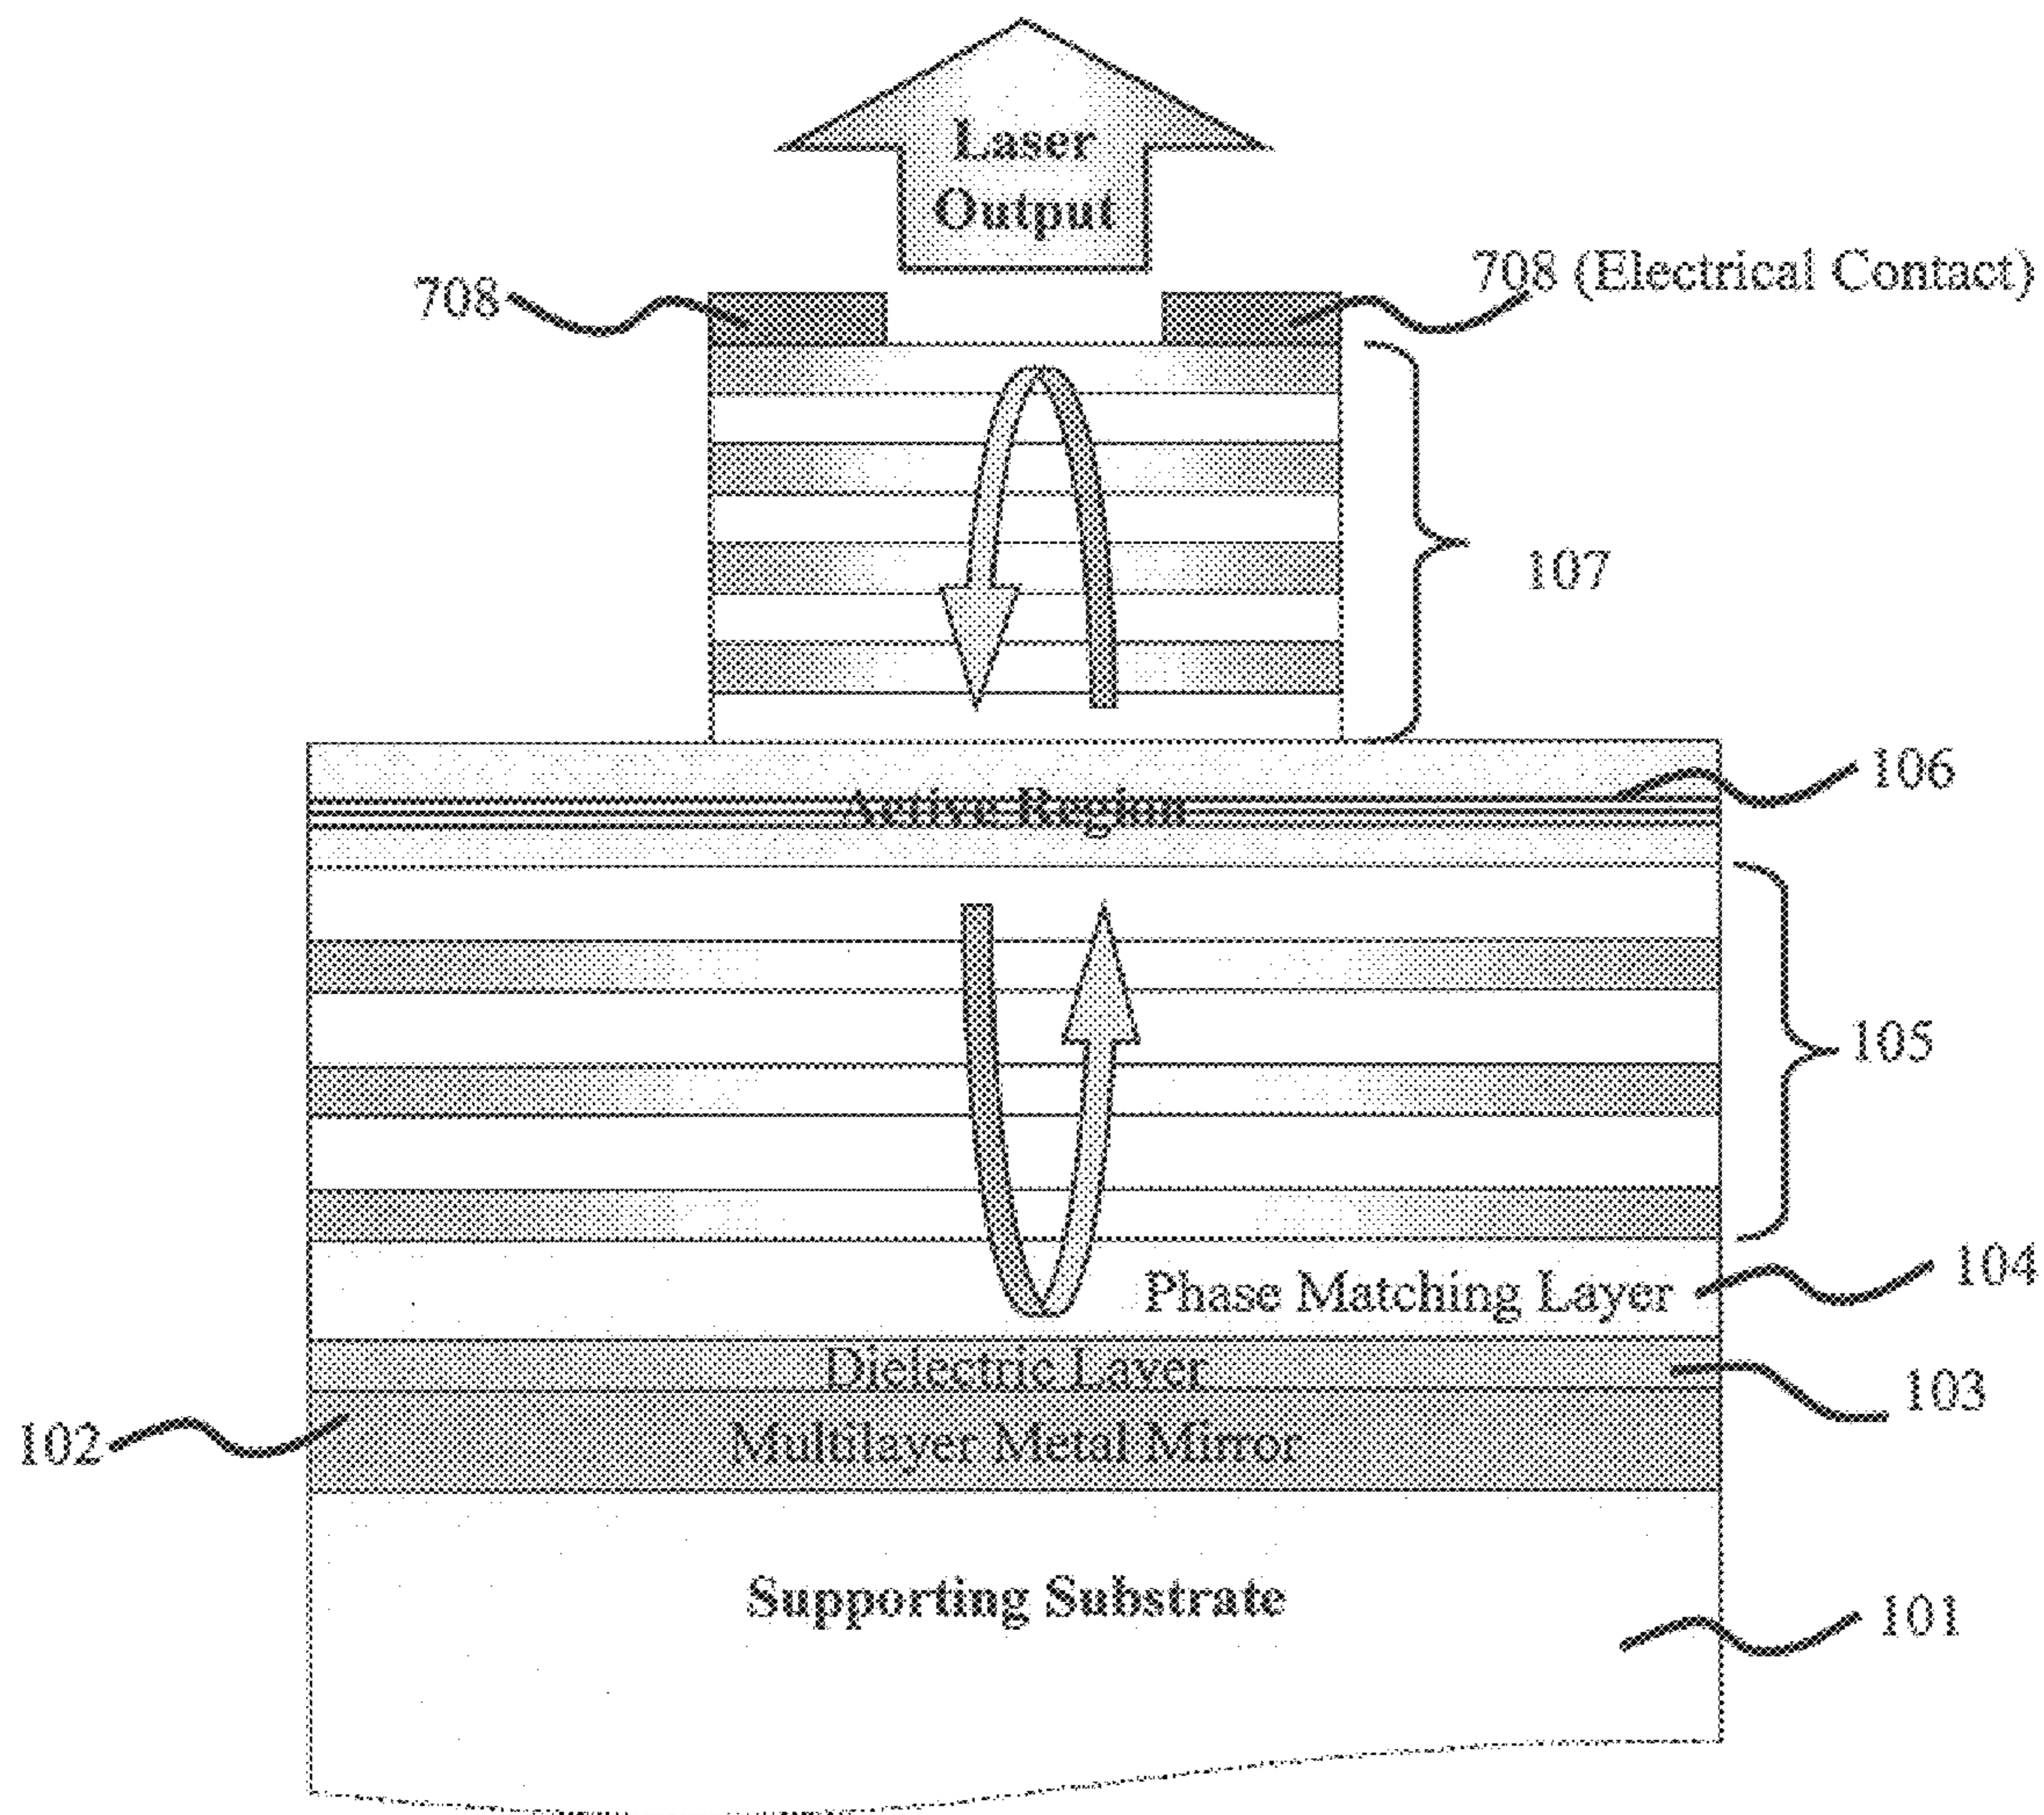 Laser
Output
708
708 (Electrical Contact)
107
106
Active Region
105
Phase Matching Layer
104
Dielectric Layer
103
102
Multilayer Metal Mirror
Supporting Substrate
101